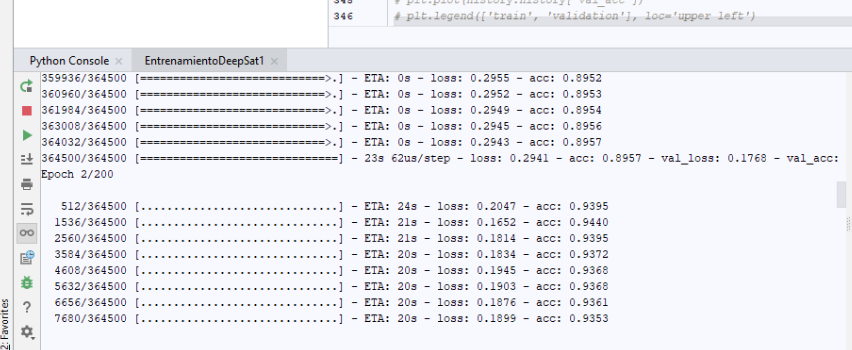 346 # plt.legend(['train', 'validation'], loc='upper left')
Python Console × EntrenamientoDeepSat1 ×
359936/364500 [============================>.] - ETA: 0s - loss: 0.2955 - acc: 0.8952
360960/364500 [============================>.] - ETA: 0s - loss: 0.2952 - acc: 0.8953
361984/364500 [============================>.] - ETA: 0s - loss: 0.2949 - acc: 0.8954
363008/364500 [============================>.] - ETA: 0s - loss: 0.2945 - acc: 0.8956
364032/364500 [============================>.] - ETA: 0s - loss: 0.2943 - acc: 0.8957
364500/364500 [==============================] - 23s 62us/step - loss: 0.2941 - acc: 0.8957 - val_loss: 0.1768 - val_acc:
Epoch 2/200
512/364500 [..............................] - ETA: 24s - loss: 0.2047 - acc: 0.9395
1536/364500 [..............................] - ETA: 21s - loss: 0.1652 - acc: 0.9440
2560/364500 [..............................] - ETA: 21s - loss: 0.1814 - acc: 0.9395
3584/364500 [..............................] - ETA: 20s - loss: 0.1834 - acc: 0.9372
4608/364500 [..............................] - ETA: 20s - loss: 0.1945 - acc: 0.9368
5632/364500 [..............................] - ETA: 20s - loss: 0.1903 - acc: 0.9368
6656/364500 [..............................] - ETA: 20s - loss: 0.1876 - acc: 0.9361
7680/364500 [..............................] - ETA: 20s - loss: 0.1899 - acc: 0.9353
2: Favorites